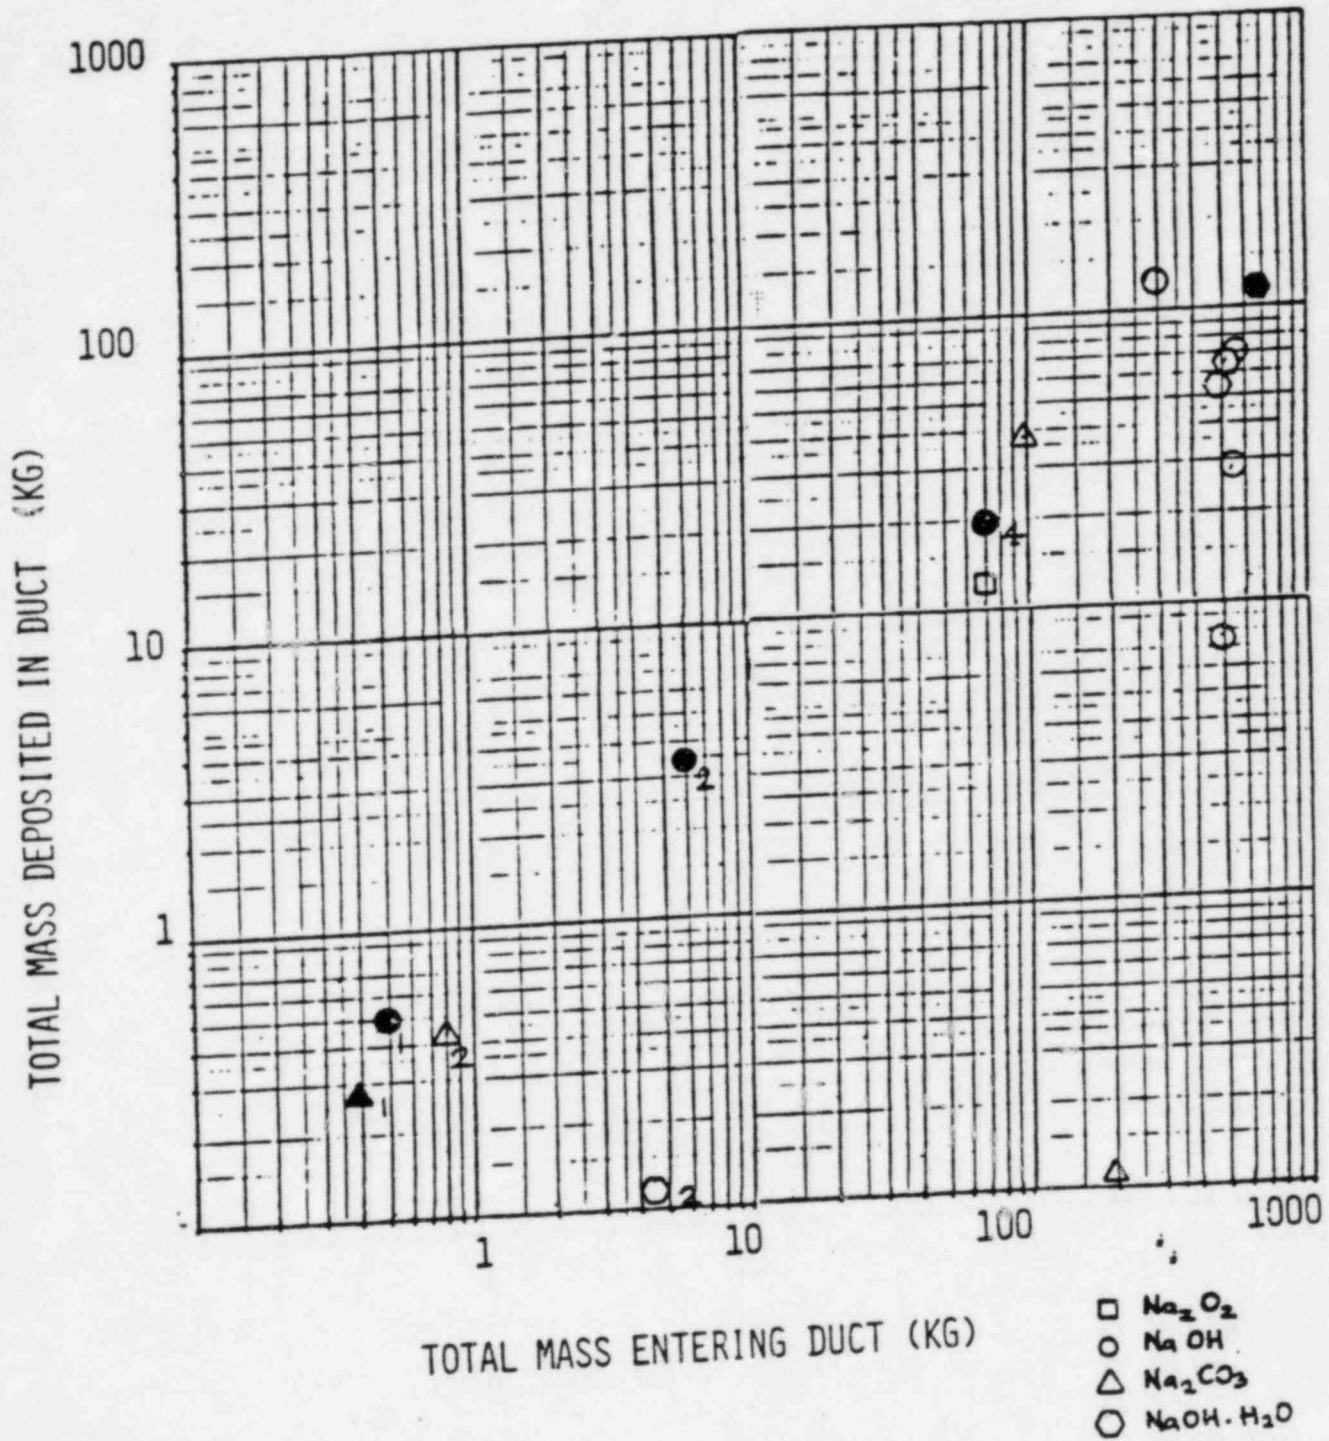 1000
100
10
1
TOTAL MASS DEPOSITED IN DUCT (KG)
4
2
1
2
1
2
1 10 100 1000
TOTAL MASS ENTERING DUCT (KG)
□ Na₂O₂
○ NaOH
△ Na₂CO₃
⬡ NaOH·H₂O